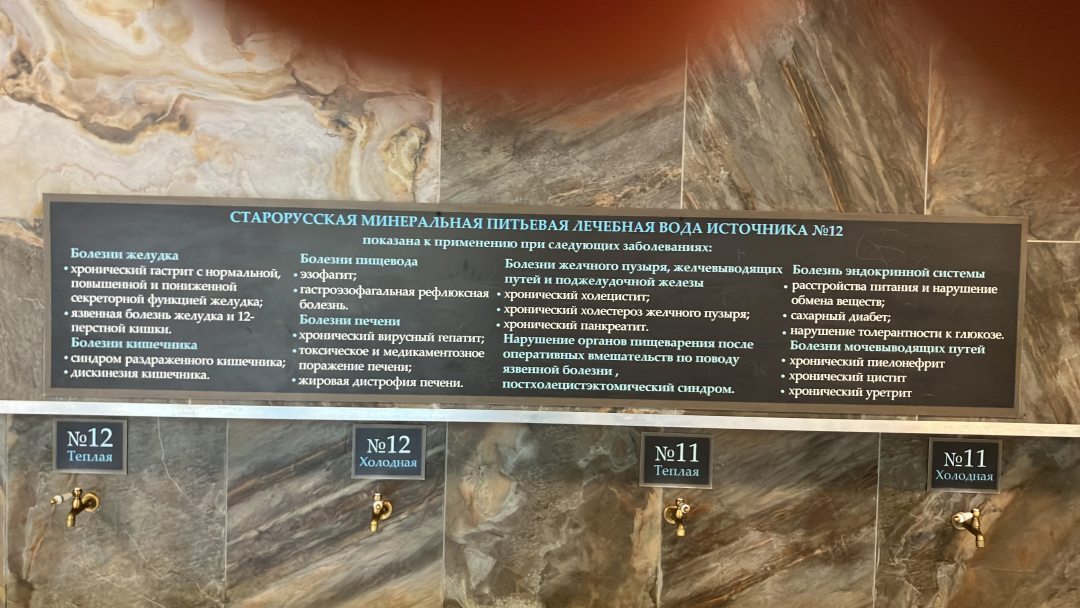 СТАРОРУССКАЯ МИНЕРАЛЬНАЯ ПИТЬЕВАЯ ЛЕЧЕБНАЯ ВОДА ИСТОЧНИКА №12
показана к применению при следующих заболеваниях:
Болезни желудка
• хронический гастрит с нормальной,
повышенной и пониженной
секреторной функцией желудка;
• язвенная болезнь желудка и 12-
перстной кишки.
Болезни кишечника
• синдром раздраженного кишечника;
• дискинезия кишечника.
Болезни пищевода
• эзофагит;
• гастроэзофагальная рефлюксная
болезнь.
Болезни печени
• хронический вирусный гепатит;
• токсическое и медикаментозное
поражение печени;
• жировая дистрофия печени.
Болезни желчного пузыря, желчевыводящих
путей и поджелудочной железы
• хронический холецистит;
• хронический холестероз желчного пузыря;
• хронический панкреатит.
Нарушение органов пищеварения после
оперативных вмешательств по поводу
язвенной болезни ,
постхолецистэктомический синдром.
Болезнь эндокринной системы
• расстройства питания и нарушение
обмена веществ;
• сахарный диабет;
• нарушение толерантности к глюкозе.
Болезни мочевыводящих путей
• хронический пиелонефрит
• хронический цистит
• хронический уретрит
№12
Теплая
№12
Холодная
№11
Теплая
№11
Холодная